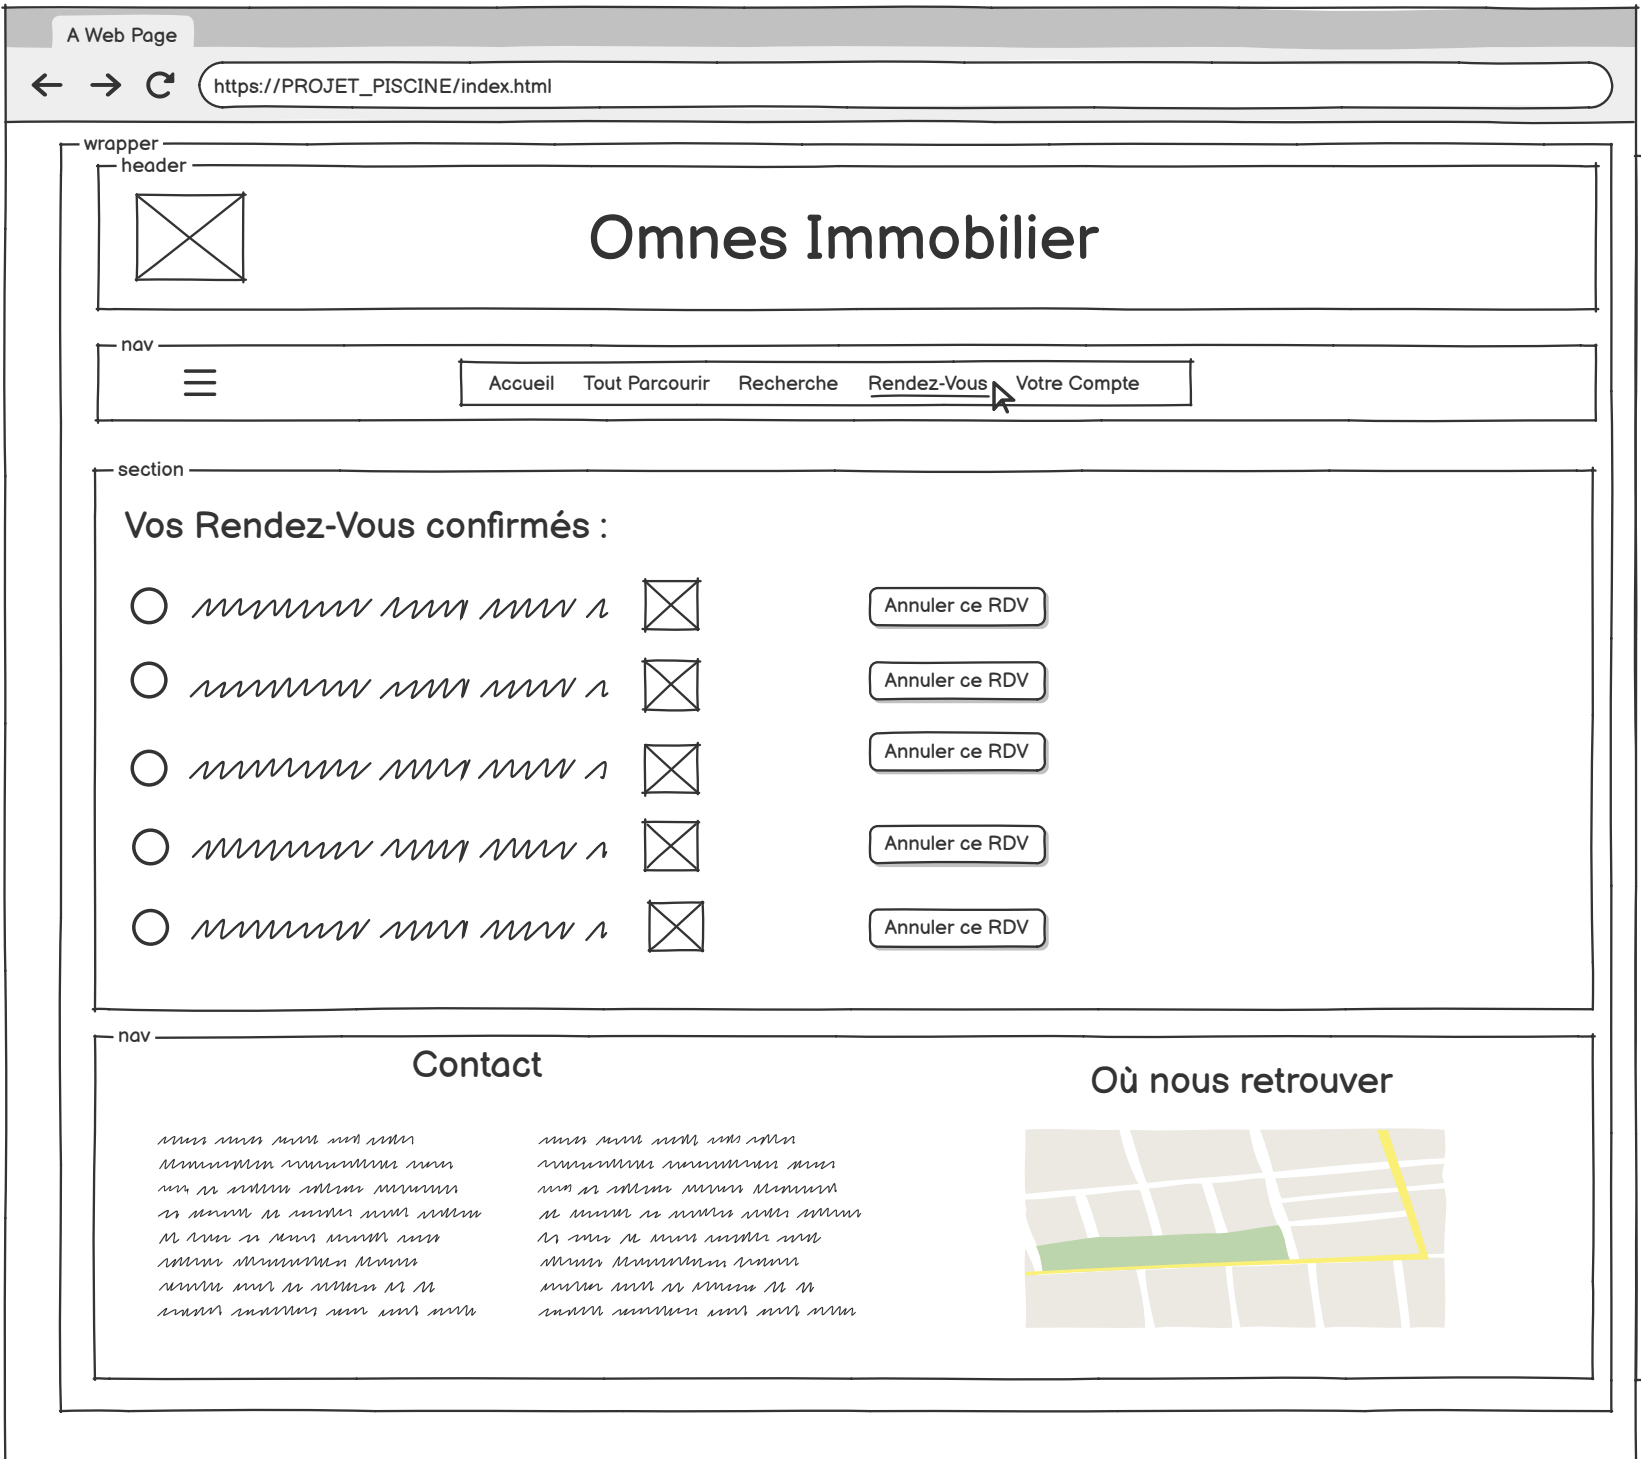 A Web Page
https://PROJET_PISCINE/index.html
wrapper
header
Omnes Immobilier
nav
Accueil Tout Parcourir Recherche Rendez-Vous Votre Compte
section
Vos Rendez-Vous confirmés :
Annuler ce RDV
Annuler ce RDV
Annuler ce RDV
Annuler ce RDV
Annuler ce RDV
nav
Contact
Où nous retrouver